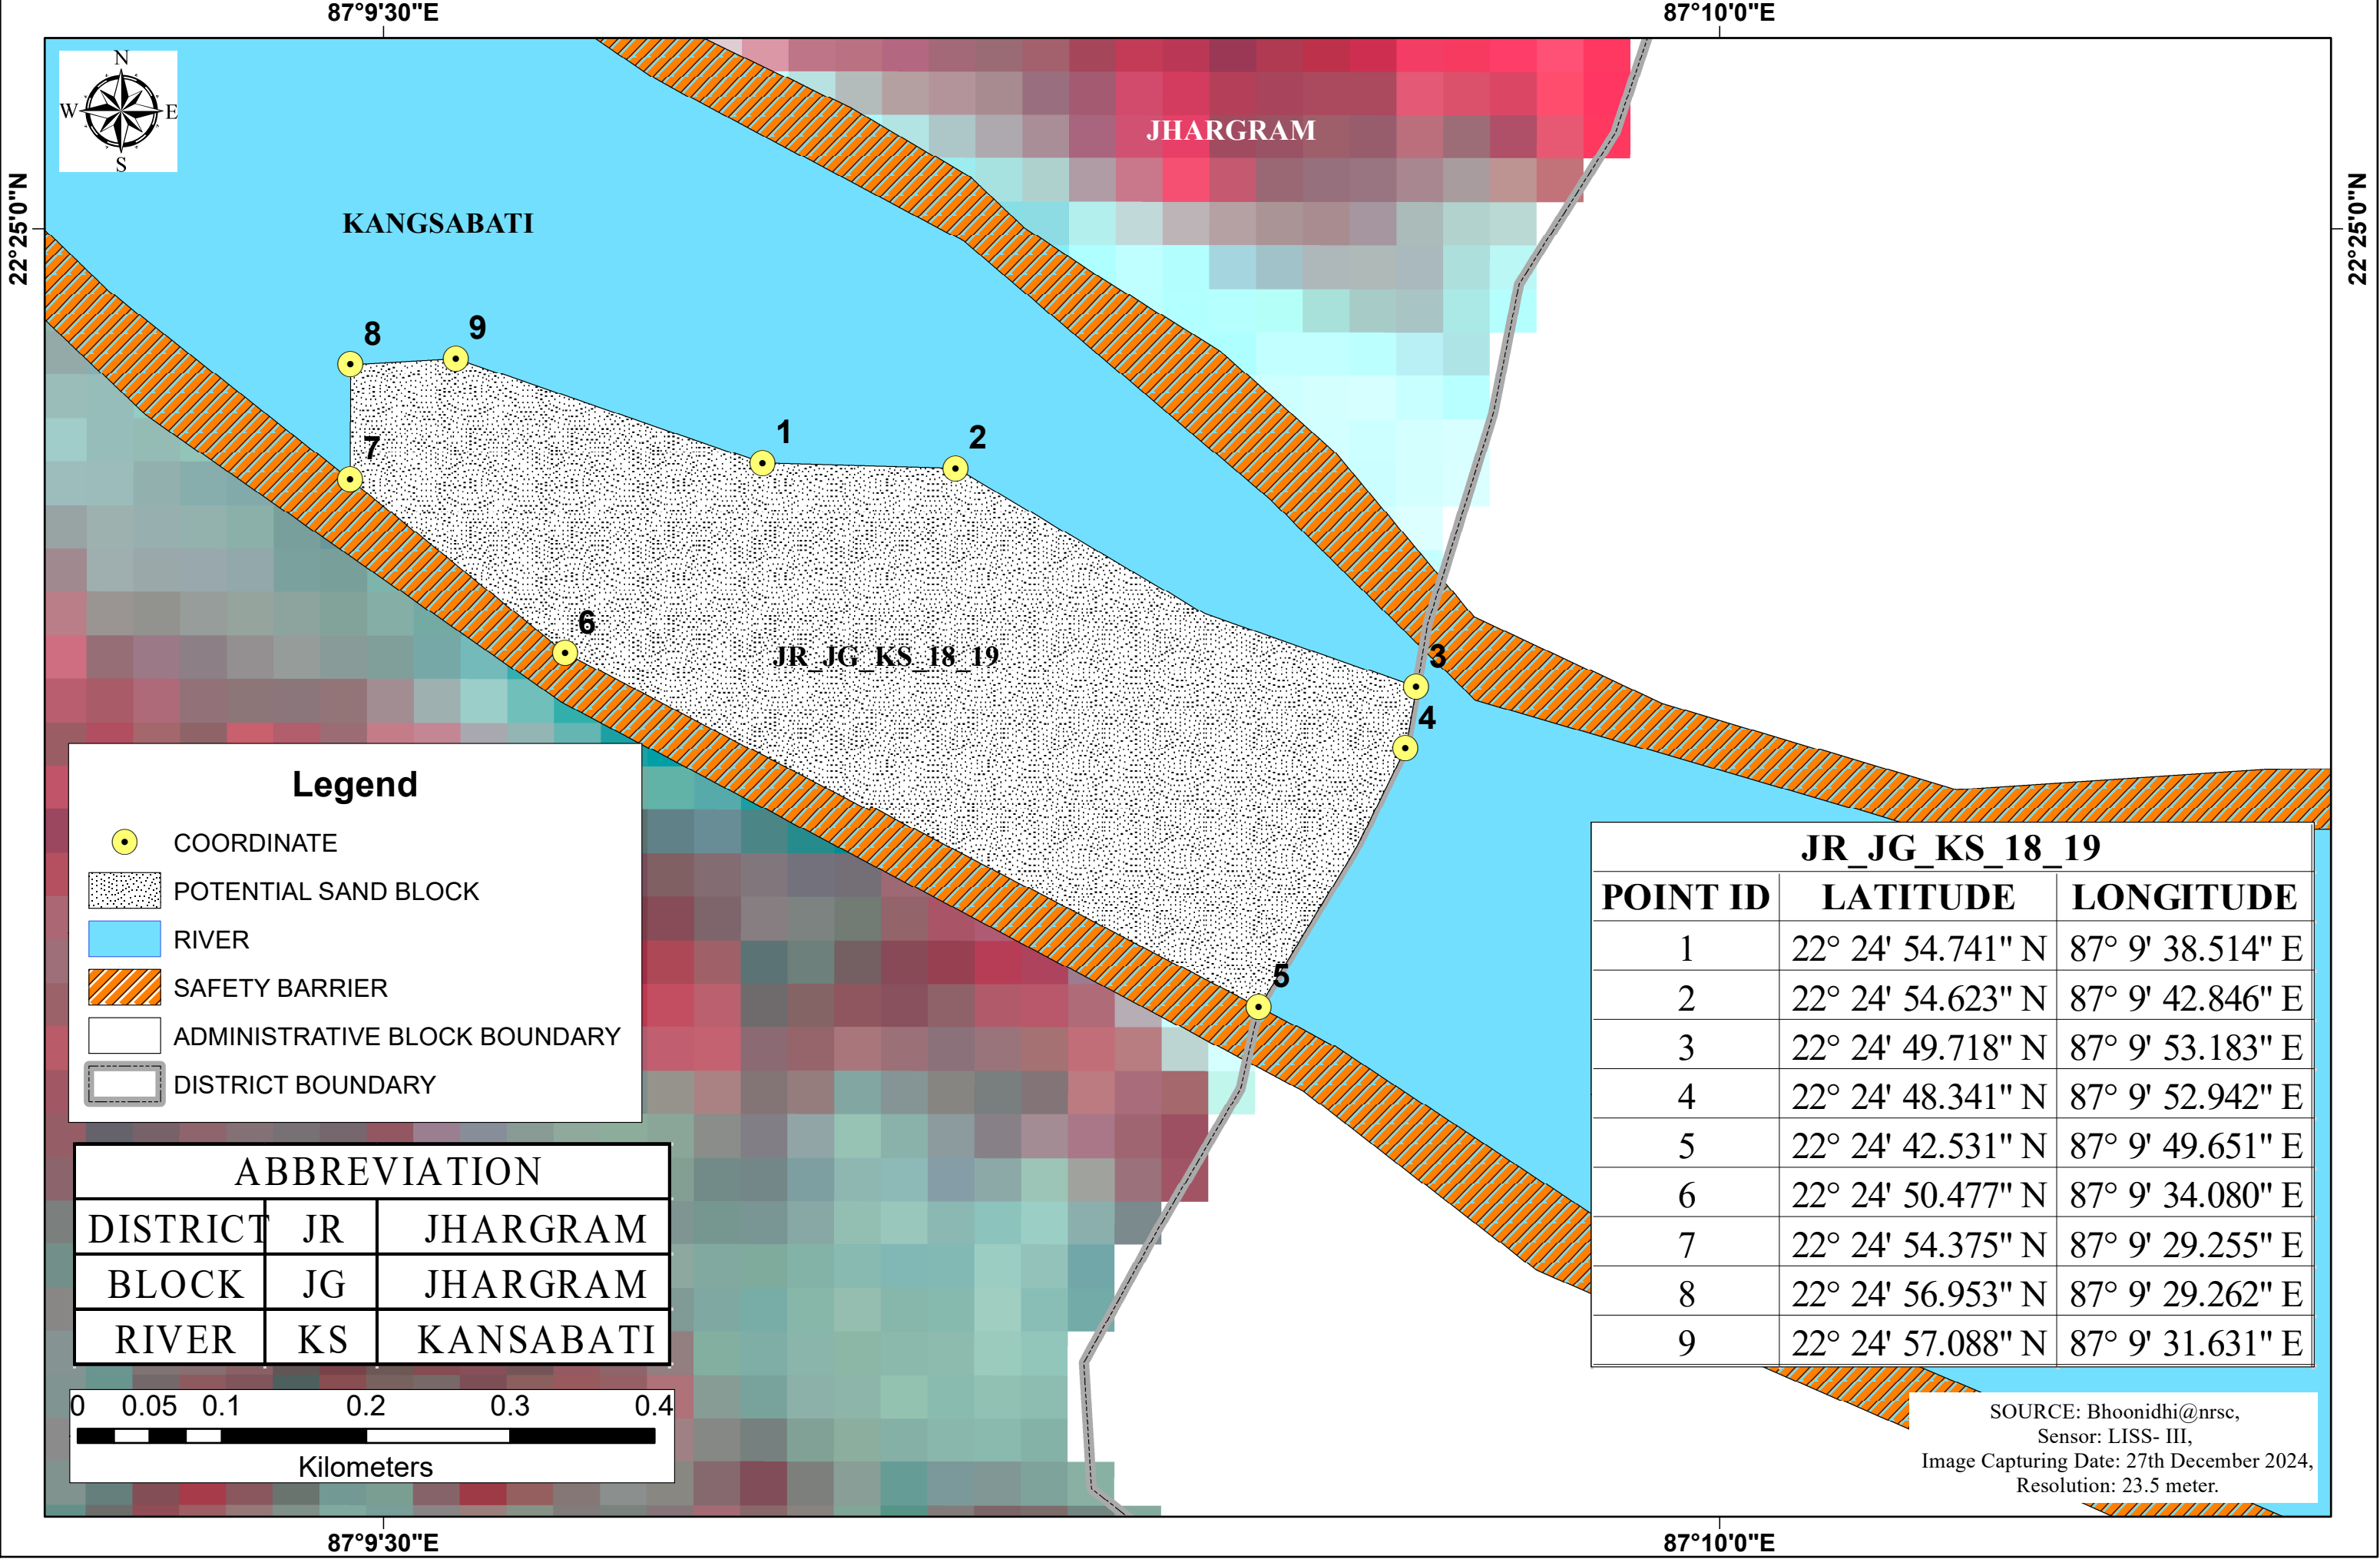 87°9'30"E
87°10'0"E
N
W
E
S
22°25'0"N
22°25'0"N
JHARGRAM
KANGSABATI
8
9
7
1
2
6
JR_JG_KS_18_19
3
4
5
Legend
COORDINATE
POTENTIAL SAND BLOCK
RIVER
SAFETY BARRIER
ADMINISTRATIVE BLOCK BOUNDARY
DISTRICT BOUNDARY
JR_JG_KS_18_19
POINT ID LATITUDE LONGITUDE
1 22° 24' 54.741" N 87° 9' 38.514" E
2 22° 24' 54.623" N 87° 9' 42.846" E
3 22° 24' 49.718" N 87° 9' 53.183" E
4 22° 24' 48.341" N 87° 9' 52.942" E
5 22° 24' 42.531" N 87° 9' 49.651" E
6 22° 24' 50.477" N 87° 9' 34.080" E
7 22° 24' 54.375" N 87° 9' 29.255" E
8 22° 24' 56.953" N 87° 9' 29.262" E
9 22° 24' 57.088" N 87° 9' 31.631" E
ABBREVIATION
DISTRICT JR JHARGRAM
BLOCK JG JHARGRAM
RIVER KS KANSABATI
0 0.05 0.1 0.2 0.3 0.4
Kilometers
SOURCE: Bhoonidhi@nrsc,
Sensor: LISS- III,
Image Capturing Date: 27th December 2024,
Resolution: 23.5 meter.
87°9'30"E
87°10'0"E